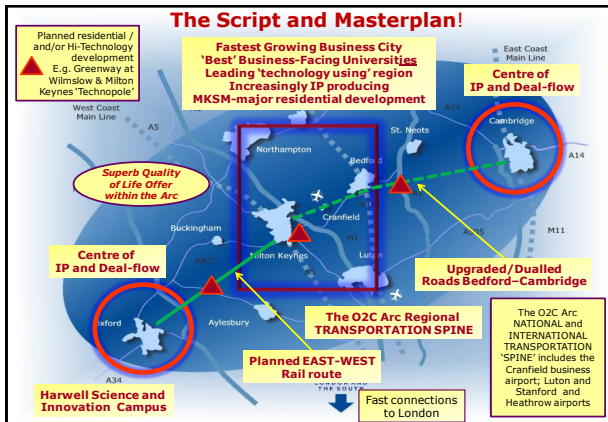 The Script and Masterplan!
Planned residential /
and/or Hi-Technology
development
E.g. Greenway at
Wilmslow & Milton
Keynes ‘Technopole’
Fastest Growing Business City
‘Best’ Business-Facing Universities
Leading ‘technology using’ region
Increasingly IP producing
MKSM-major residential development
East Coast
Main Line
Centre of
IP and Deal-flow
West Coast
Main Line
A5
A14
St. Neots
Cambridge
A14
Northampton
Bedford
Superb Quality
of Life Offer
within the Arc
Cranfield
Buckingham
M1
M11
Centre of
IP and Deal-flow
A421
Milton Keynes
Luton
A505
Upgraded/Dualled
Roads Bedford–Cambridge
Oxford
Aylesbury
The O2C Arc Regional
TRANSPORTATION SPINE
Planned EAST-WEST
Rail route
A34
Harwell Science and
Innovation Campus
LONDON AND
THE SOUTH
Fast connections
to London
The O2C Arc
NATIONAL and
INTERNATIONAL
TRANSPORTATION
‘SPINE’ includes the
Cranfield business
airport; Luton and
Stanford and
Heathrow airports